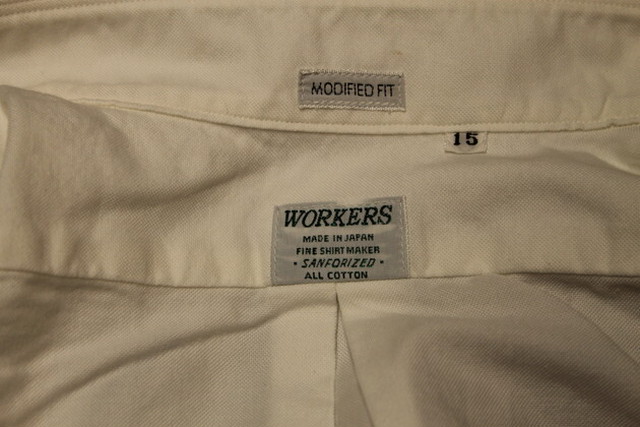 MODIFIED FIT
15
WORKERS
MADE IN JAPAN
FINE SHIRT MAKER
• SANFORIZED •
ALL COTTON